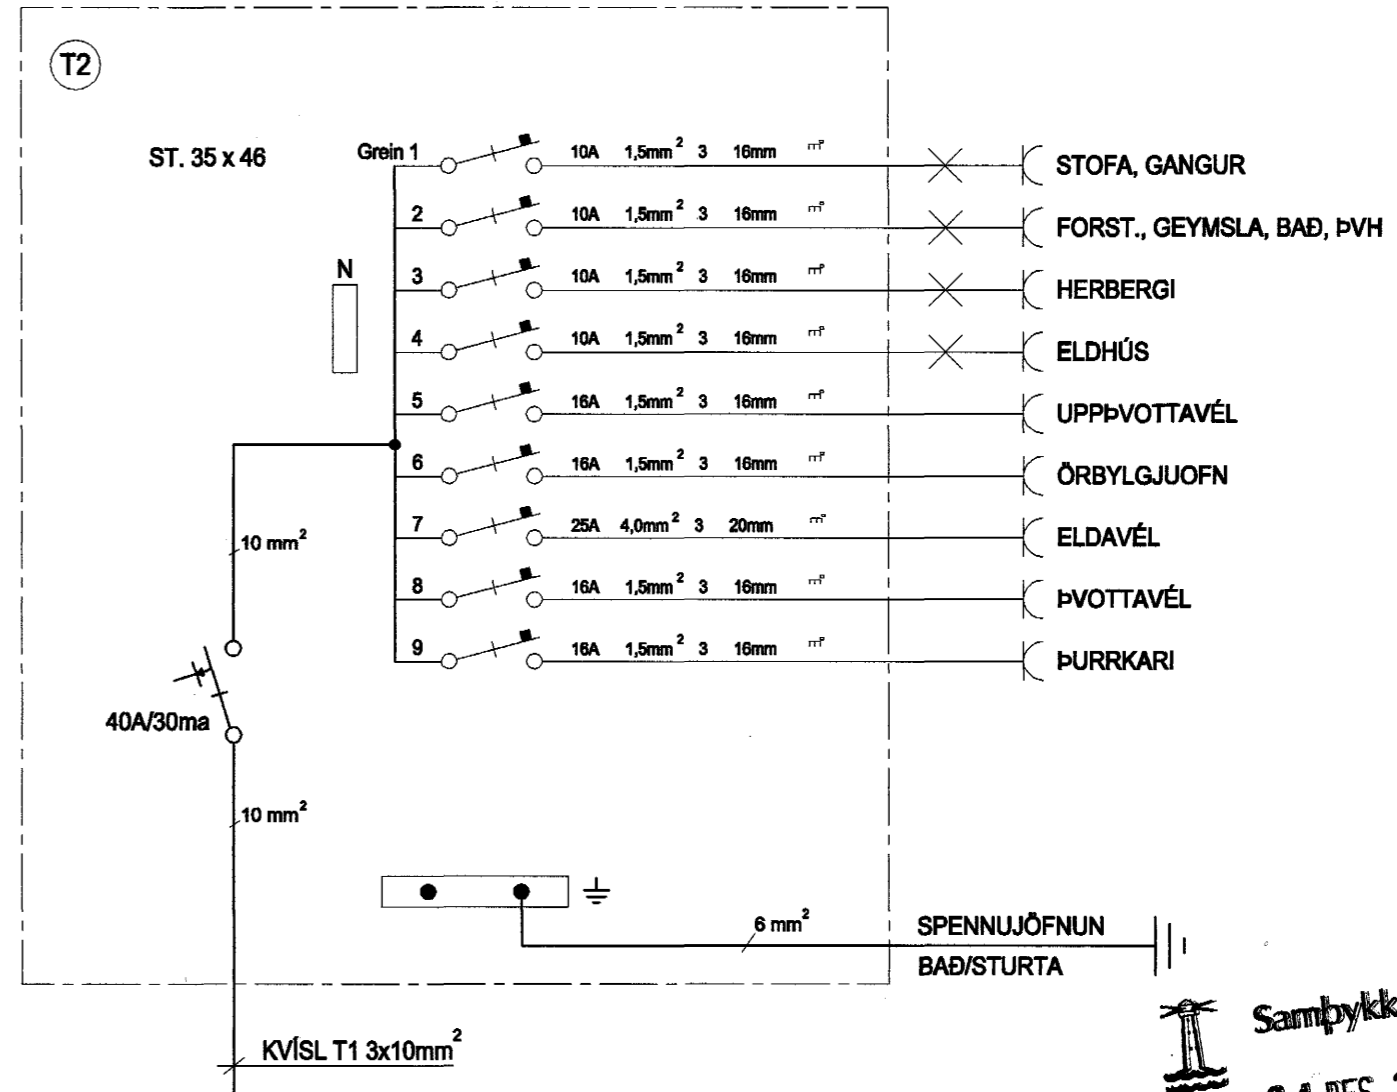 T2
ST. 35 x 46
Grein 1 10A 1,5mm² 3 16mm STOFA, GANGUR
2 10A 1,5mm² 3 16mm FORST., GEYMSLA, BAÐ, ÞVH
N
3 10A 1,5mm² 3 16mm HERBERGI
4 10A 1,5mm² 3 16mm ELDHÚS
5 16A 1,5mm² 3 16mm UPPÞVOTTAVÉL
6 16A 1,5mm² 3 16mm ÖRBYLGJUOFN
7 25A 4,0mm² 3 20mm ELDAVÉL
10 mm²
8 16A 1,5mm² 3 16mm ÞVOTTAVÉL
9 16A 1,5mm² 3 16mm ÞURRKARI
40A/30ma
10 mm²
6 mm² SPENNUJÖFNUN
BAÐ/STURTA
Samþykk
KVÍSL T1 3x10mm²
DES.